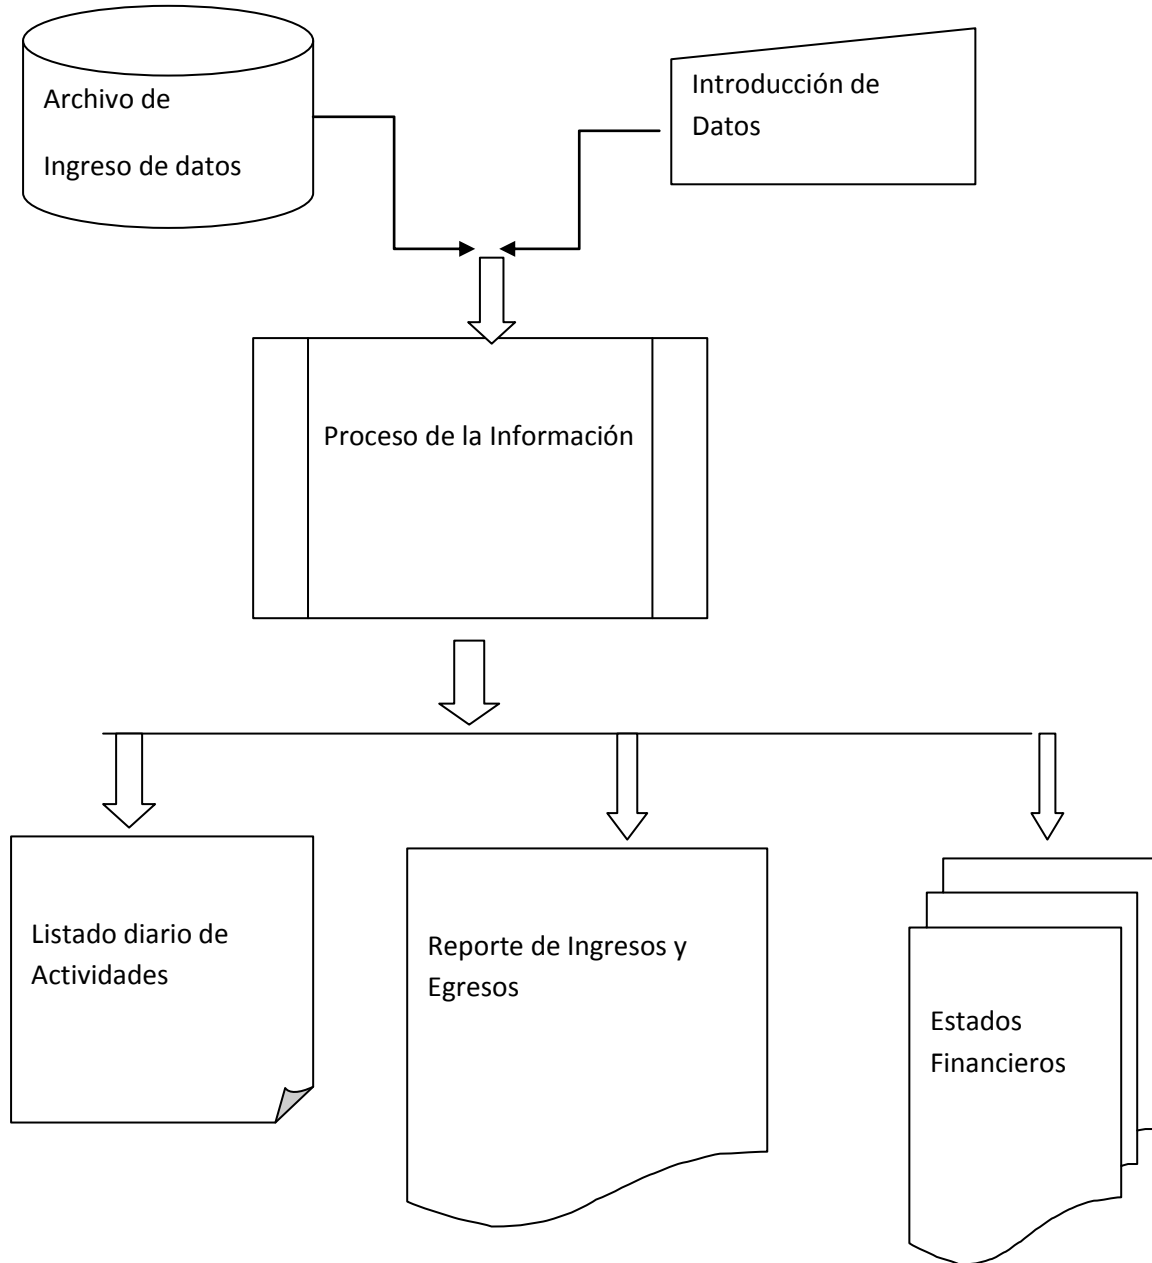 Archivo de
Ingreso de datos
Introducción de
Datos
Proceso de la Información
Listado diario de
Actividades
Reporte de Ingresos y
Egresos
Estados
Financieros